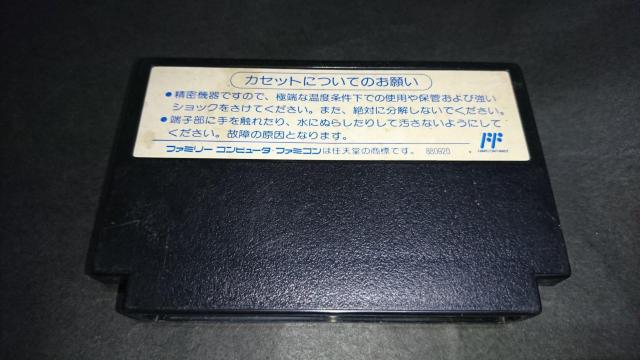 カセットについてのお願い
●精密機器ですので、極端な温度条件下での使用や保管および強い
ショックをさけてください。また、絶対に分解しないでください。
●端子部に手を触れたり、水にぬらしたりして汚さないようにして
ください。故障の原因となります。
ファミリーコンピュータ・ファミコンは任天堂の商標です。 880920